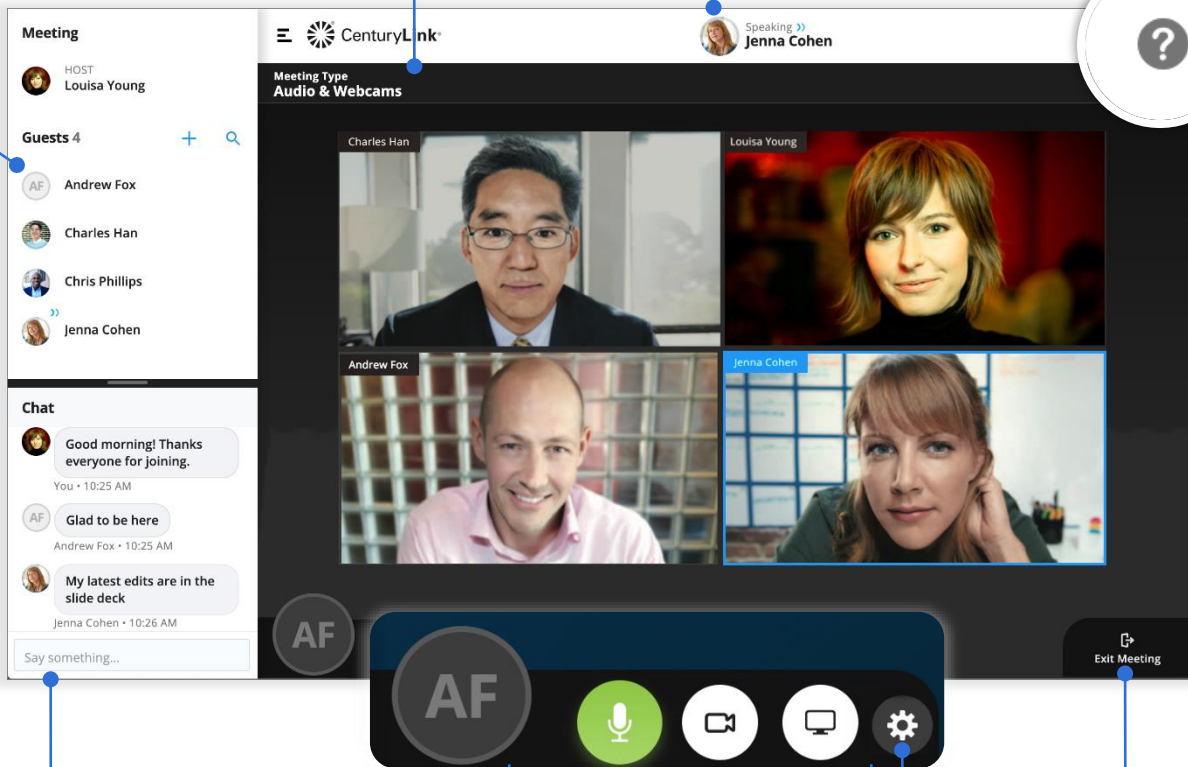 Meeting
HOST
Louisa Young
Guests 4
AF
Andrew Fox
Charles Han
Chris Phillips
Jenna Cohen
Chat
Good morning! Thanks
everyone for joining.
You • 10:25 AM
AF
Glad to be here
Andrew Fox • 10:25 AM
My latest edits are in the
slide deck
Jenna Cohen • 10:26 AM
Say something...
CenturyLink®
Speaking
Jenna Cohen
?
Meeting Type
Audio & Webcams
Charles Han
Louisa Young
Andrew Fox
Jenna Cohen
AF
AF
Exit Meeting